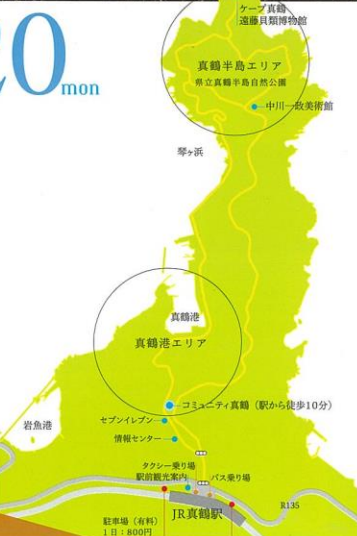 ケープ真鶴
遠藤貝類博物館
20mon
真鶴半島エリア
県立真鶴半島自然公園
中川一政美術館
琴ヶ浜
真鶴港
真鶴港エリア
コミュニティ真鶴（駅から徒歩10分）
セブンイレブン
岩魚港
情報センター
タクシー乗り場
駅前観光案内
バス乗り場
JR真鶴駅
R135
駐車場（有料）
1日：800円